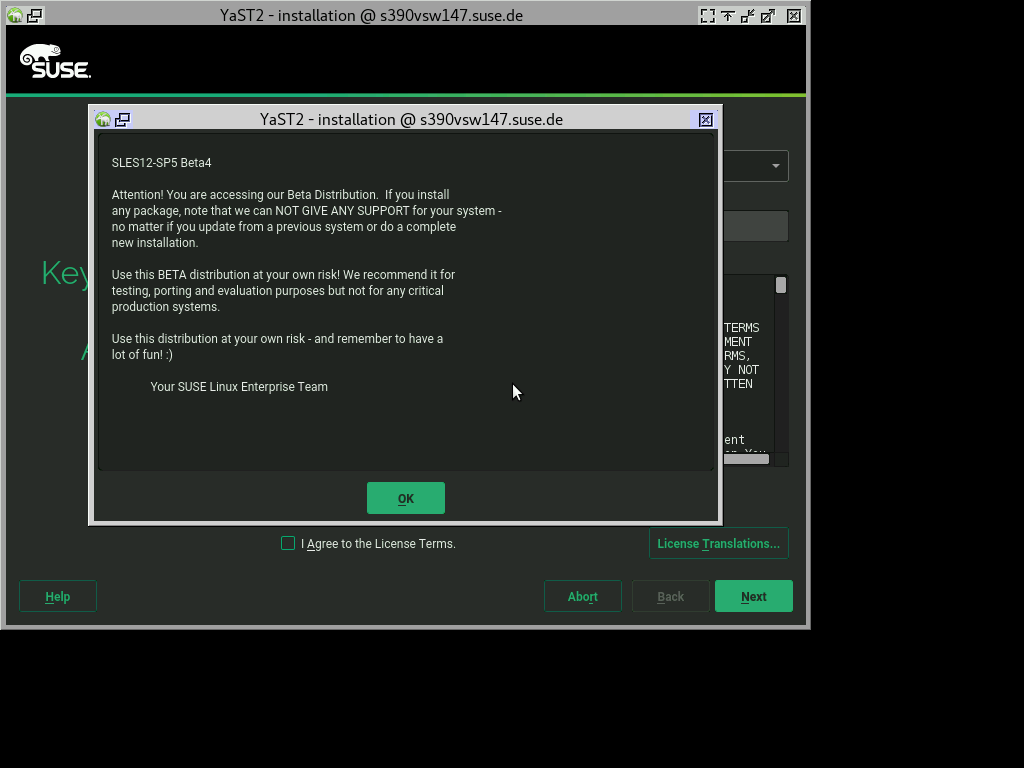 YaST2 - installation @ s390vsw147.suse.de
SUSE
YaST2 - installation @ s390vsw147.suse.de
SLES12-SP5 Beta4
Attention! You are accessing our Beta Distribution. If you install
any package, note that we can NOT GIVE ANY SUPPORT for your system -
no matter if you update from a previous system or do a complete
new installation.
Use this BETA distribution at your own risk! We recommend it for
testing, porting and evaluation purposes but not for any critical
production systems.
Use this distribution at your own risk - and remember to have a
lot of fun! :)
Your SUSE Linux Enterprise Team
OK
Key
TERMS
MENT
RMS,
Y NOT
TTEN
ent
You
I Agree to the License Terms.
License Translations...
Help
Abort
Back
Next